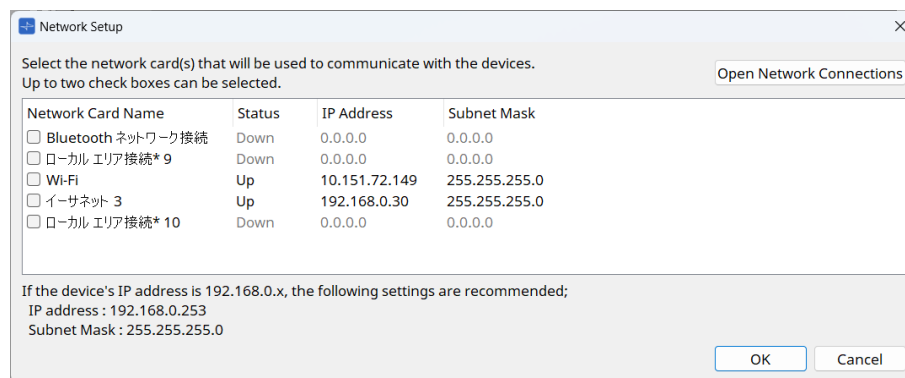 Network Setup
Select the network card(s) that will be used to communicate with the devices.
Up to two check boxes can be selected.
Open Network Connections
Network Card Name Status IP Address Subnet Mask
Bluetooth ネットワーク接続 Down 0.0.0.0 0.0.0.0
ローカル エリア接続* 9 Down 0.0.0.0 0.0.0.0
Wi-Fi Up 10.151.72.149 255.255.255.0
イーサネット 3 Up 192.168.0.30 255.255.255.0
ローカル エリア接続* 10 Down 0.0.0.0 0.0.0.0
If the device's IP address is 192.168.0.x, the following settings are recommended;
IP address : 192.168.0.253
Subnet Mask : 255.255.255.0
OK Cancel